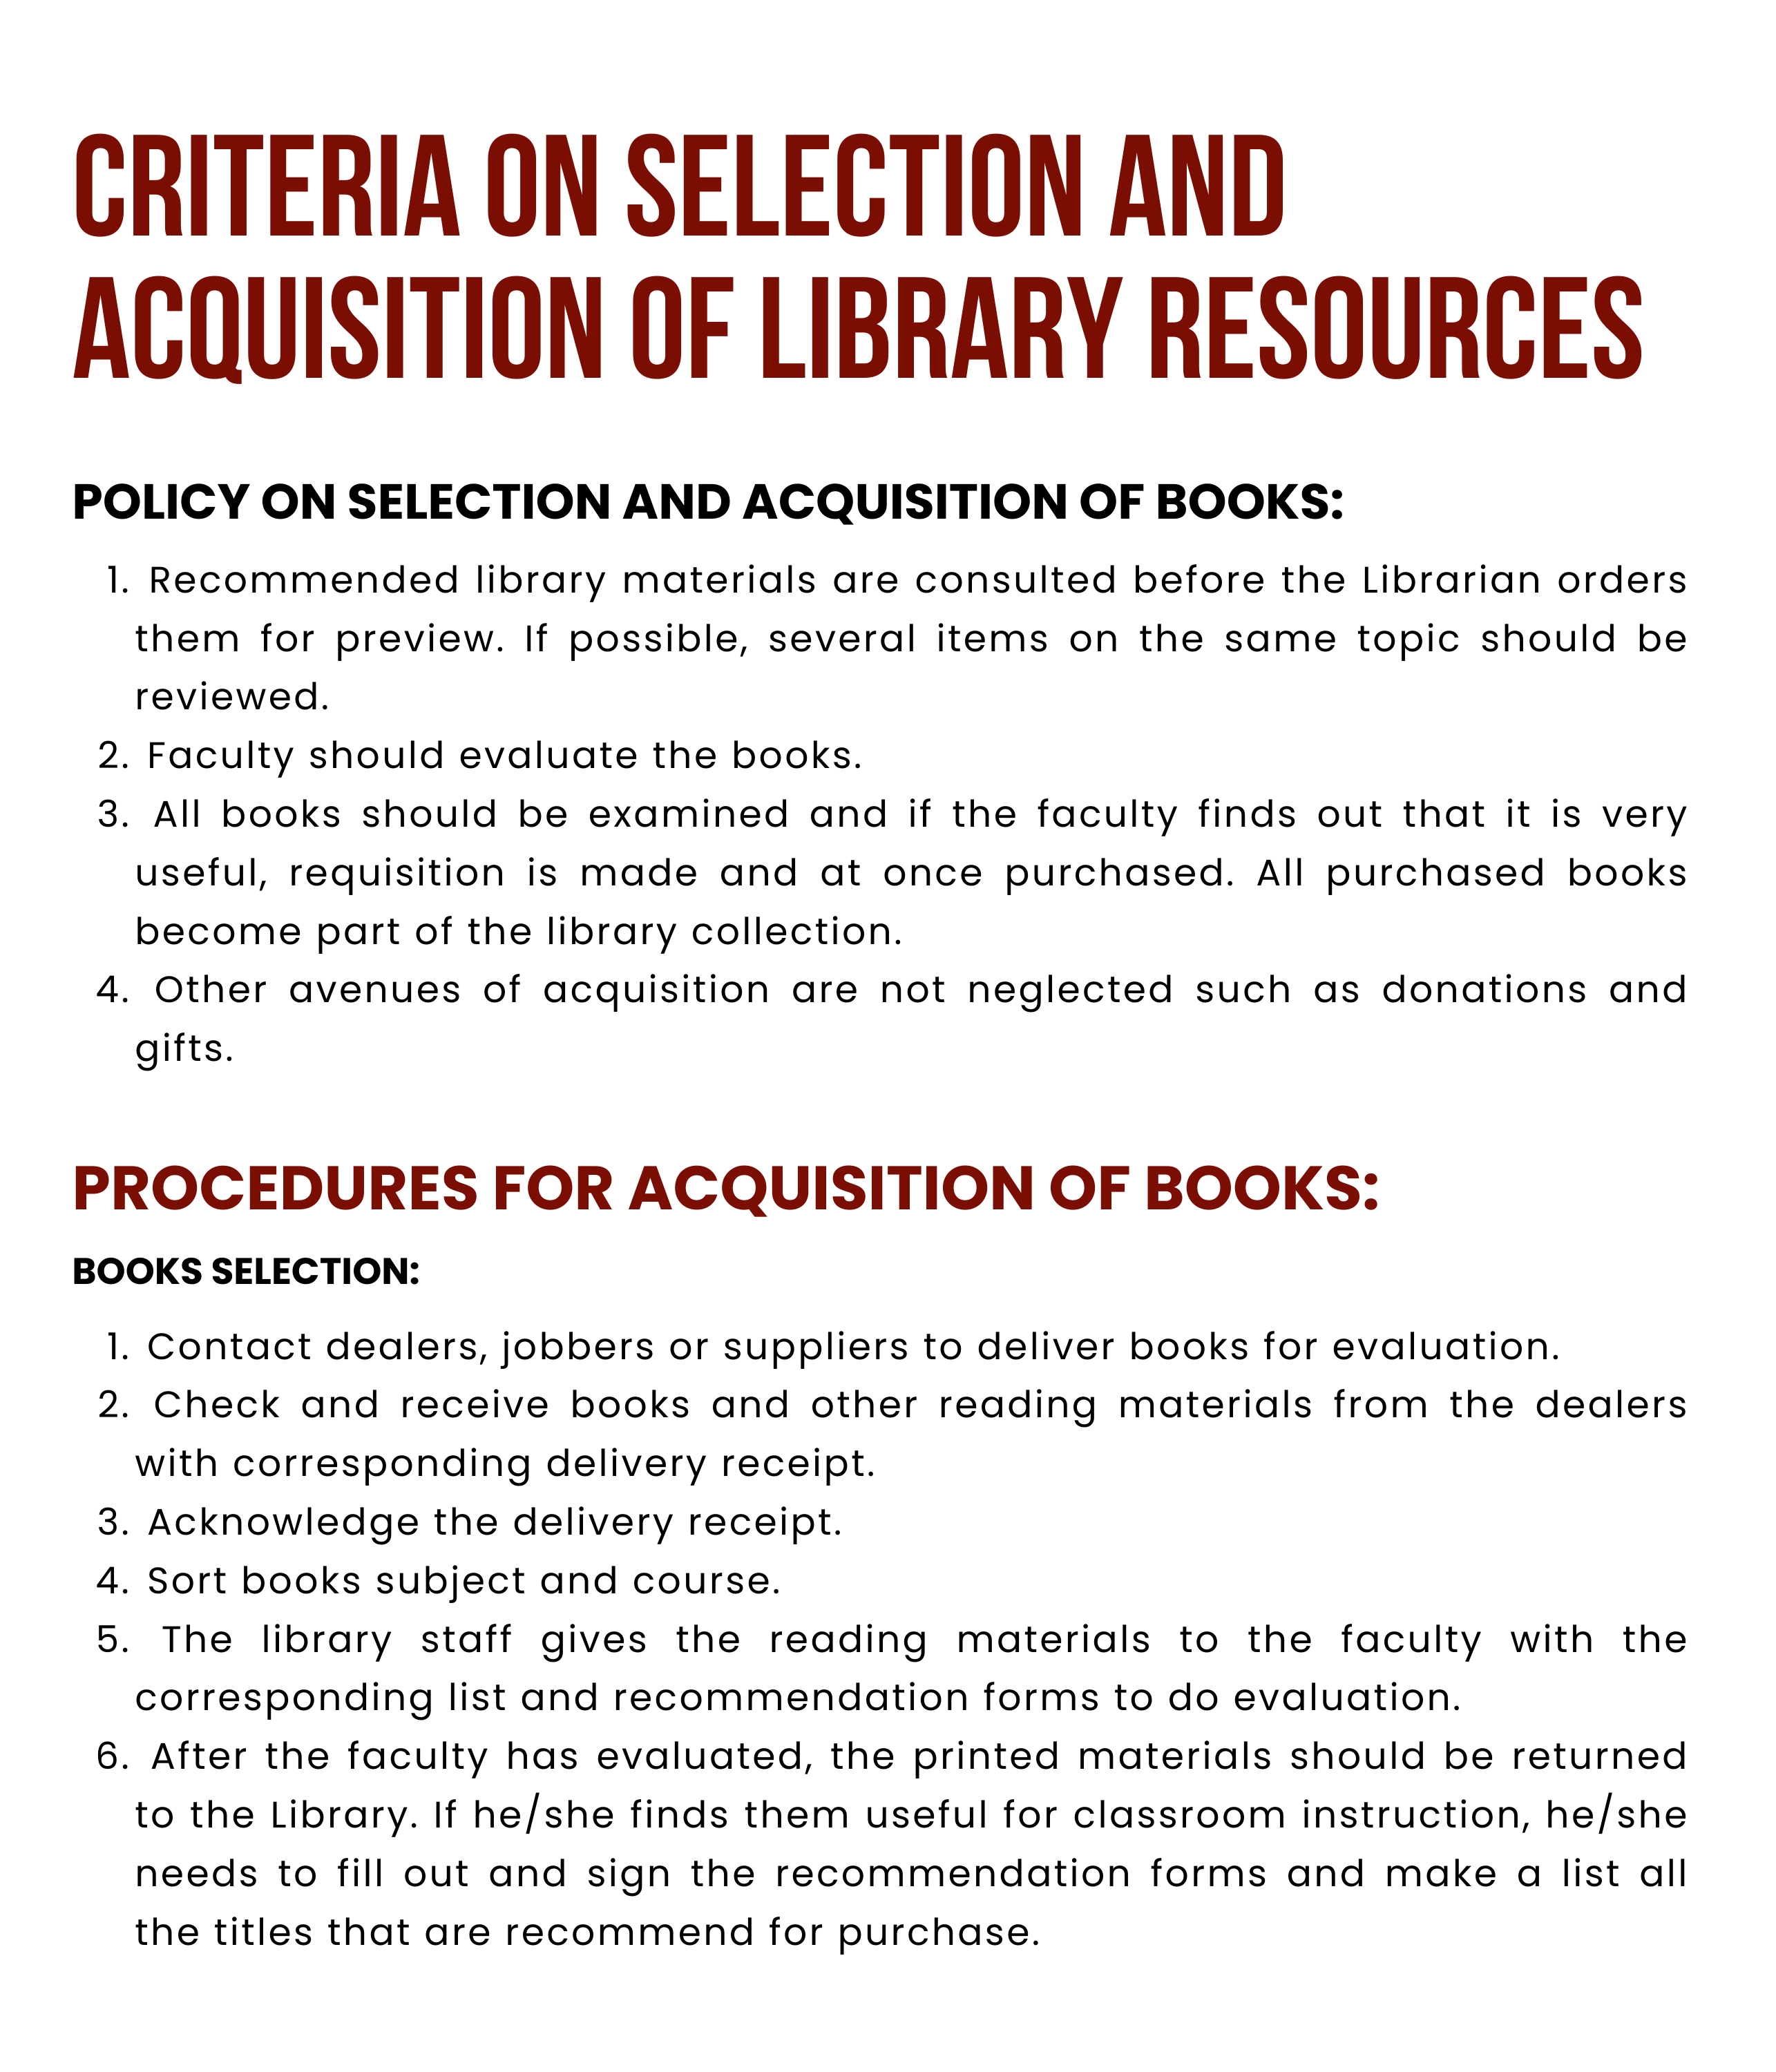 CRITERIA ON SELECTION AND
ACQUISITION OF LIBRARY RESOURCES
POLICY ON SELECTION AND ACQUISITION OF BOOKS:
1. Recommended library materials are consulted before the Librarian orders
them for preview. If possible, several items on the same topic should be
reviewed.
2. Faculty should evaluate the books.
3. All books should be examined and if the faculty finds out that it is very
useful, requisition is made and at once purchased. All purchased books
become part of the library collection.
4. Other avenues of acquisition are not neglected such as donations and
gifts.
PROCEDURES FOR ACQUISITION OF BOOKS:
BOOKS SELECTION:
1. Contact dealers, jobbers or suppliers to deliver books for evaluation.
2. Check and receive books and other reading materials from the dealers
with corresponding delivery receipt.
3. Acknowledge the delivery receipt.
4. Sort books subject and course.
5. The library staff gives the reading materials to the faculty with the
corresponding list and recommendation forms to do evaluation.
6. After the faculty has evaluated, the printed materials should be returned
to the Library. If he/she finds them useful for classroom instruction, he/she
needs to fill out and sign the recommendation forms and make a list all
the titles that are recommend for purchase.